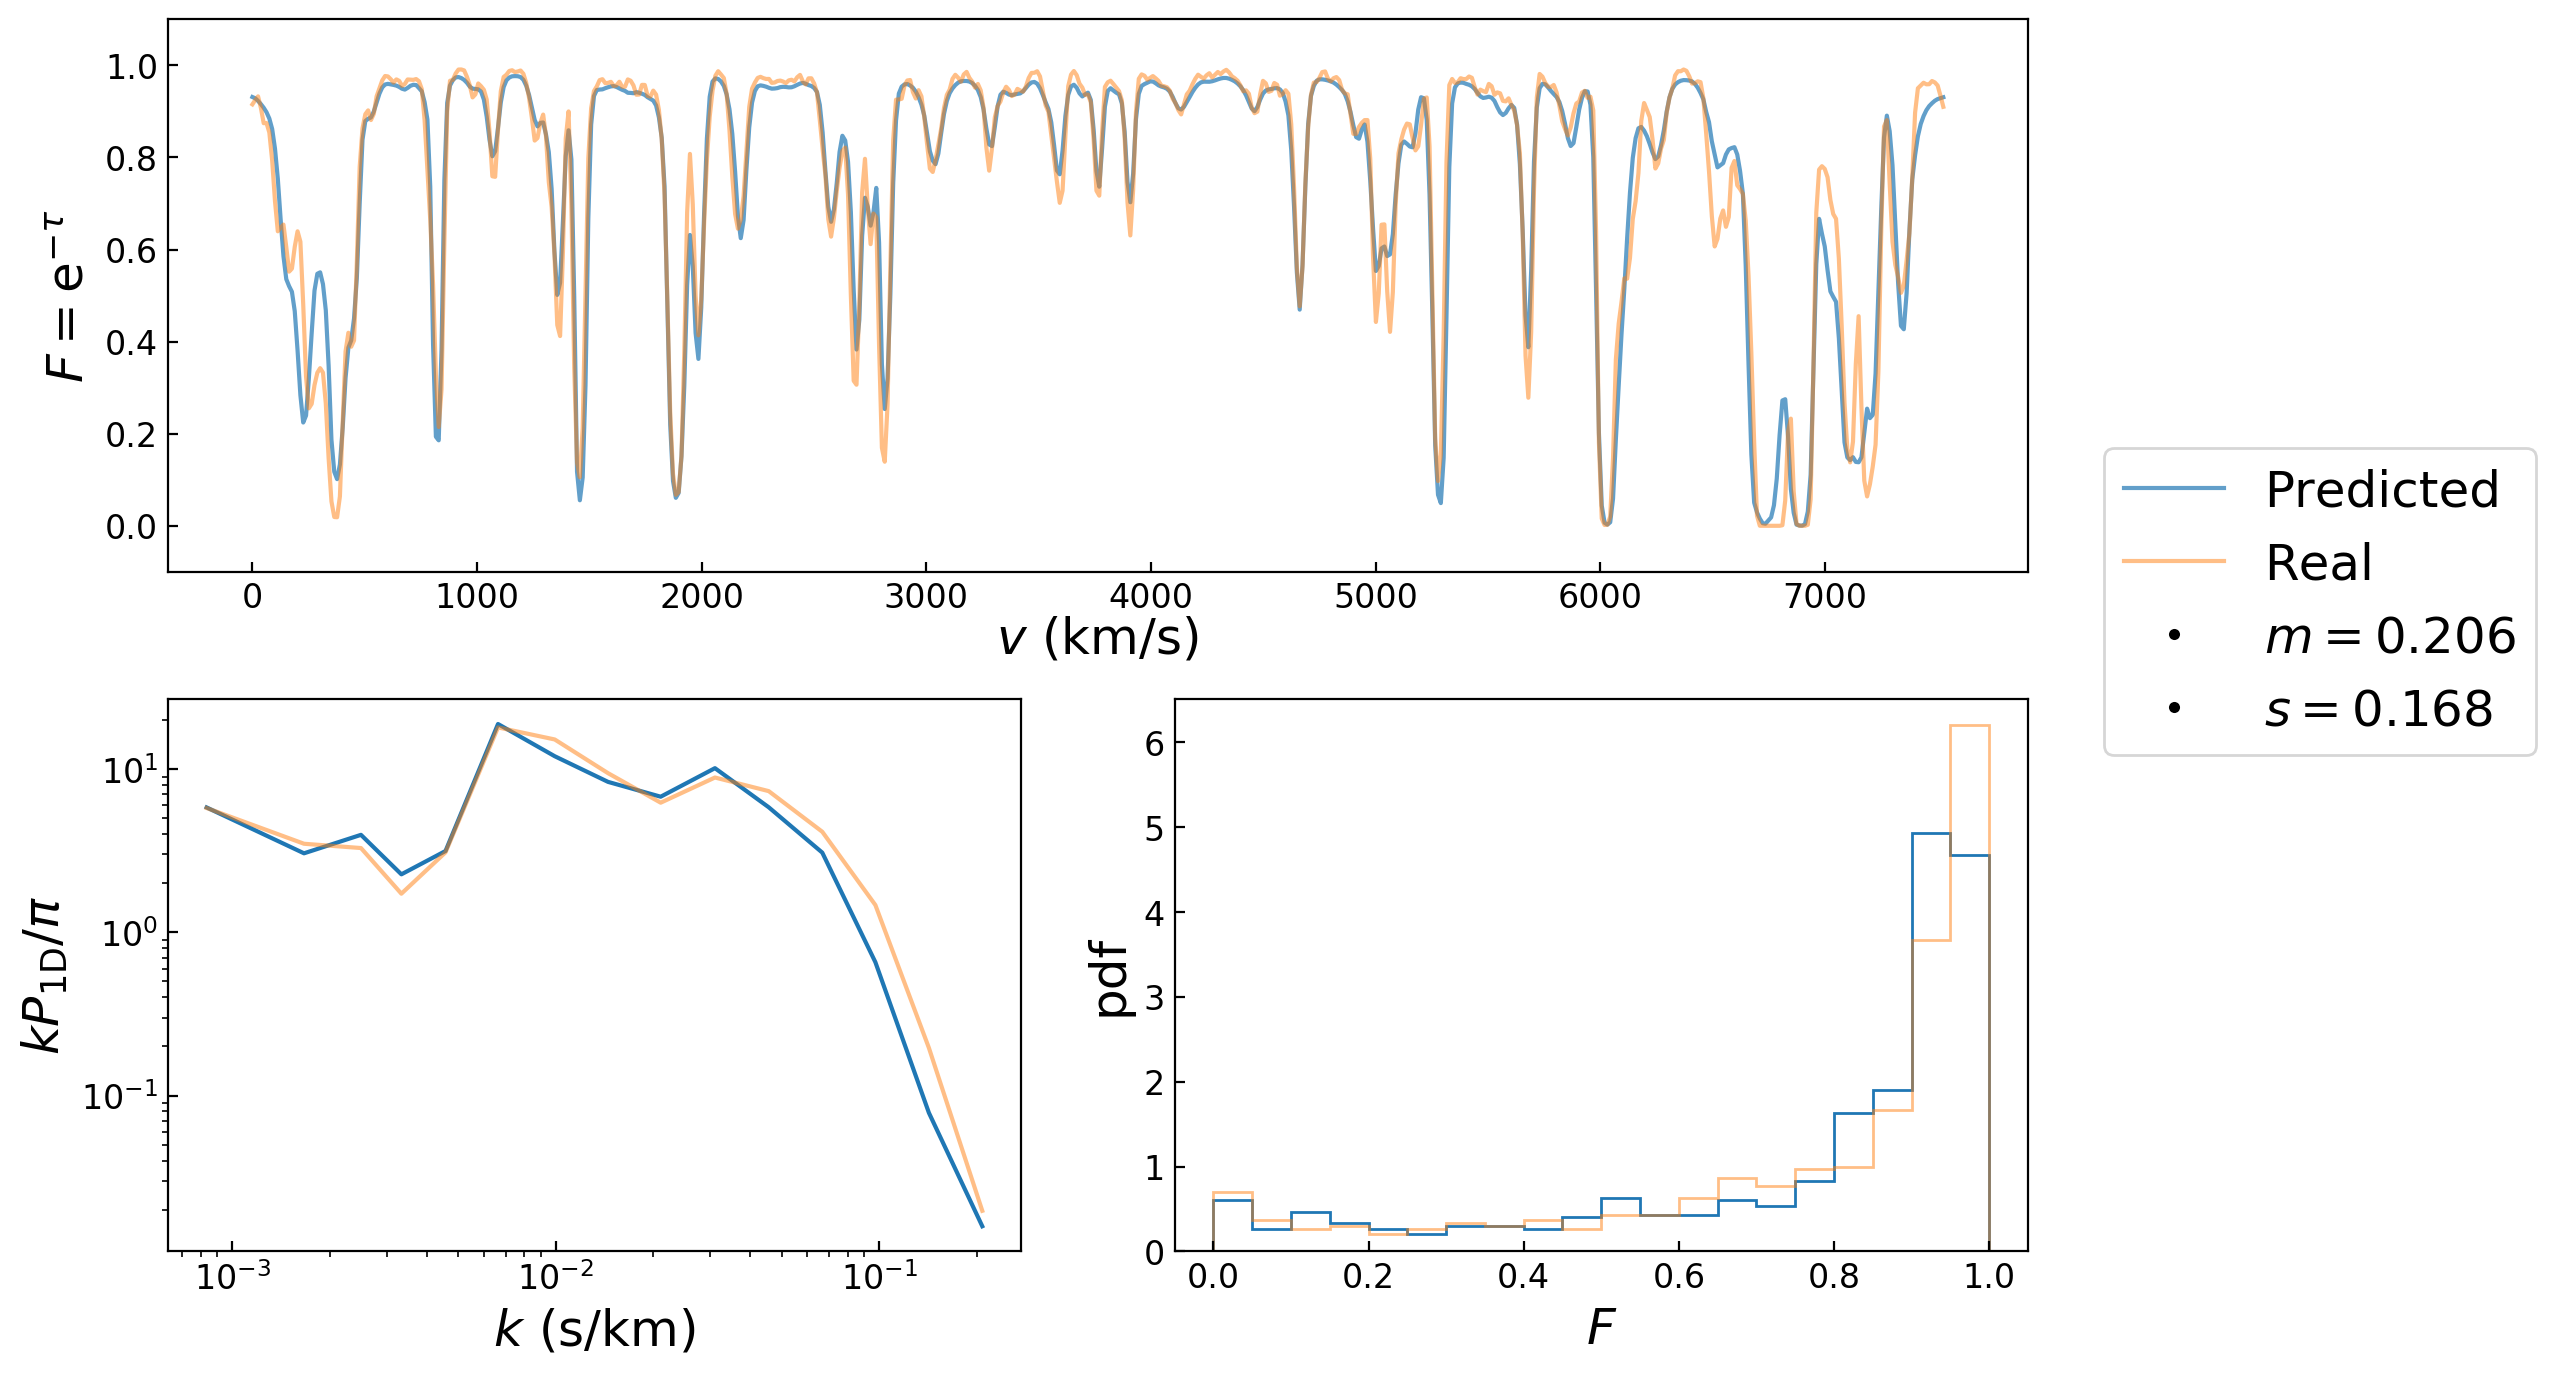 1.0
0.8
0.6
0.4
0.2
0.0
F = e^{-τ}
0 1000 2000 3000 4000 5000 6000 7000
v (km/s)
Predicted
Real
m = 0.206
s = 0.168
10^1
10^0
10^{-1}
kP_{1D}/π
10^{-3} 10^{-2} 10^{-1}
k (s/km)
6
5
4
3
2
1
0
pdf
0.0 0.2 0.4 0.6 0.8 1.0
F